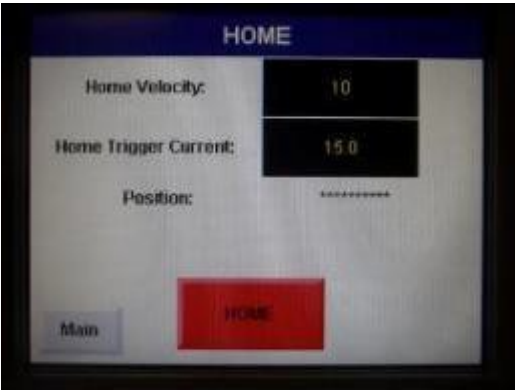 HOME
Home Velocity: 10
Home Trigger Current: 15.0
Position: **********
HOME
Main